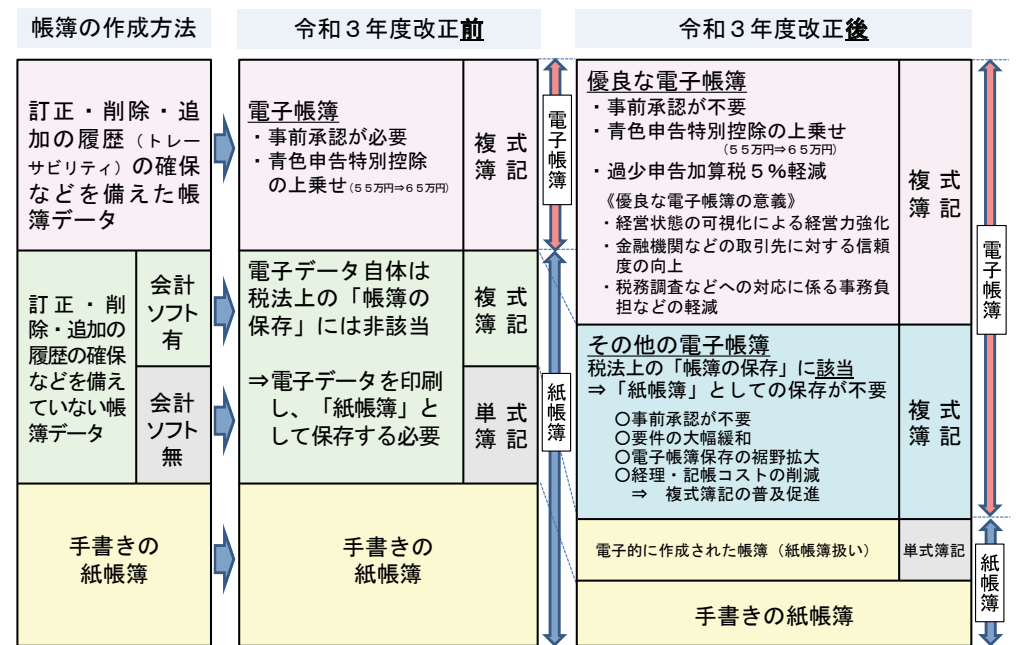 帳簿の作成方法
令和３年度改正前
令和３年度改正後
訂正・削除・追
加の履歴（トレー
サビリティ）の確保
などを備えた帳
簿データ
電子帳簿
・事前承認が必要
・青色申告特別控除
の上乗せ（５５万円⇒６５万円）
複式
簿記
電子帳簿
優良な電子帳簿
・事前承認が不要
・青色申告特別控除の上乗せ
（５５万円⇒６５万円）
・過少申告加算税５％軽減
《優良な電子帳簿の意義》
・経営状態の可視化による経営力強化
・金融機関などの取引先に対する信頼
度の向上
・税務調査などへの対応に係る事務負
担などの軽減
複式
簿記
電子帳簿
訂正・削
除・追加の
履歴の確保
などを備え
ていない帳
簿データ
会計
ソフト
有
会計
ソフト
無
電子データ自体は
税法上の「帳簿の
保存」には非該当
⇒電子データを印刷
し、「紙帳簿」と
して保存する必要
複式
簿記
単式
簿記
紙帳簿
その他の電子帳簿
税法上の「帳簿の保存」に該当
⇒「紙帳簿」としての保存が不要
〇事前承認が不要
〇要件の大幅緩和
〇電子帳簿保存の裾野拡大
〇経理・記帳コストの削減
⇒　複式簿記の普及促進
複式
簿記
手書きの
紙帳簿
手書きの
紙帳簿
電子的に作成された帳簿（紙帳簿扱い）
単式簿記
紙帳簿
手書きの紙帳簿